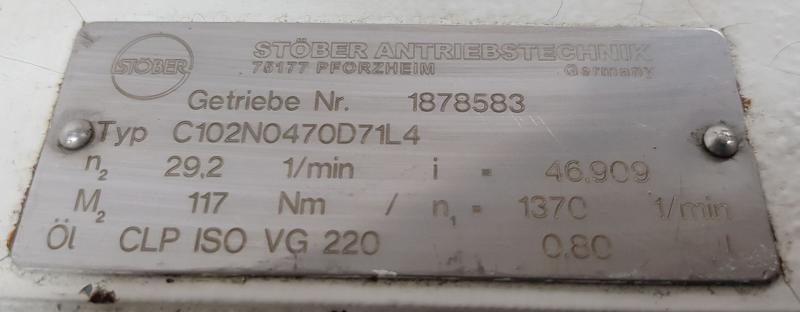 STÖBER
STÖBER ANTRIEBSTECHNIK
75177 PFORZHEIM Germany
Getriebe Nr. 1878583
Typ C102N0470D71L4
n₂ 29,2 1/min i = 46.909
M₂ 117 Nm / n₁ = 1370 1/min
Öl CLP ISO VG 220 0.80 l